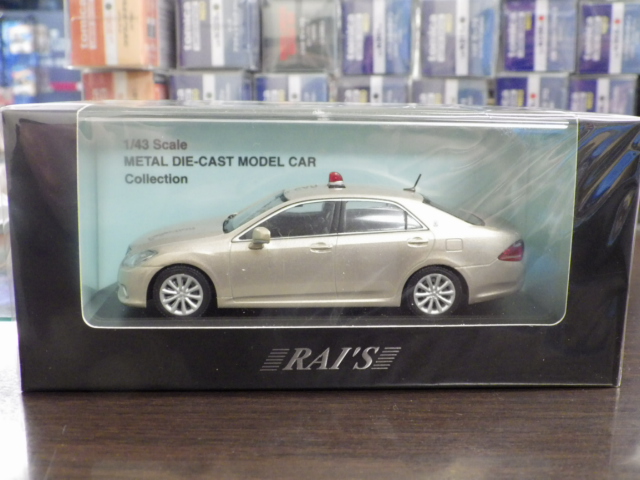 1/43 Scale
METAL DIE-CAST MODEL CAR
Collection
RAI'S